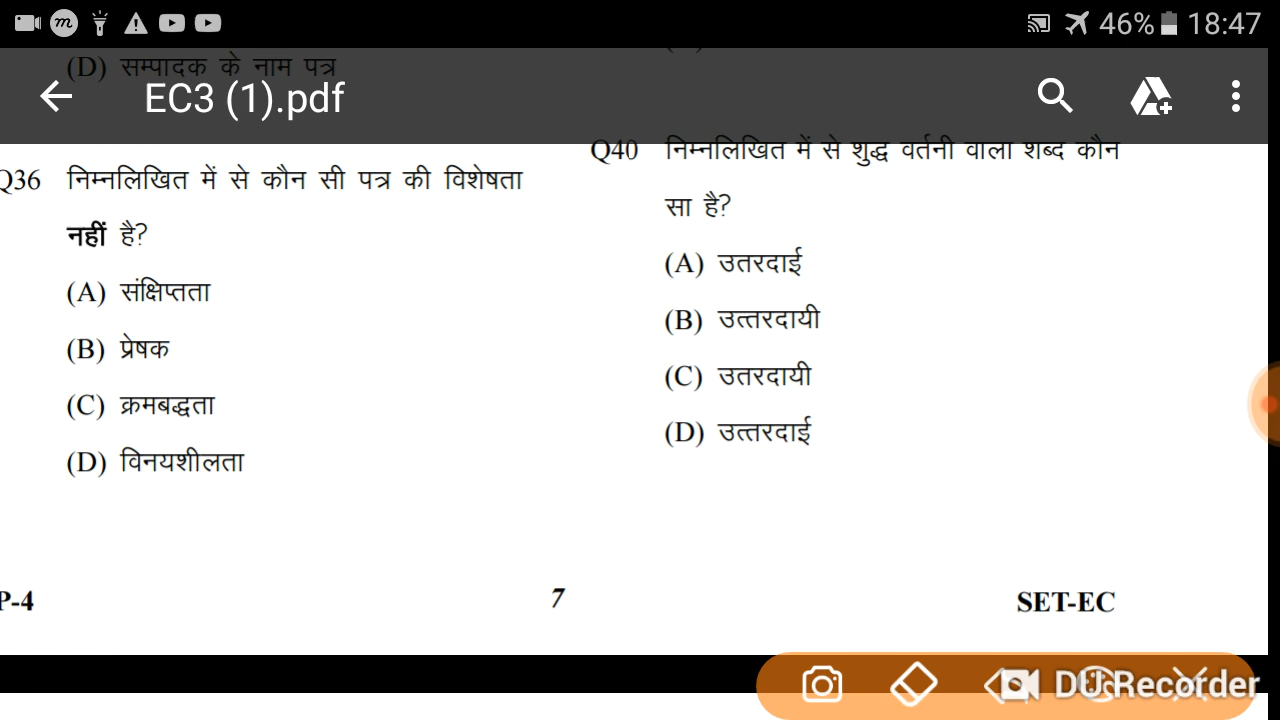 46% 18:47
(D) सम्पादक के नाम पत्र
EC3 (1).pdf
Q36 निम्नलिखित में से कौन सी पत्र की विशेषता
नहीं है?
(A) संक्षिप्तता
(B) प्रेषक
(C) क्रमबद्धता
(D) विनयशीलता
Q40 निम्नलिखित में से शुद्ध वर्तनी वाला शब्द कौन
सा है?
(A) उतरदाई
(B) उत्तरदायी
(C) उतरदायी
(D) उत्तरदाई
P-4
7
SET-EC
DU Recorder